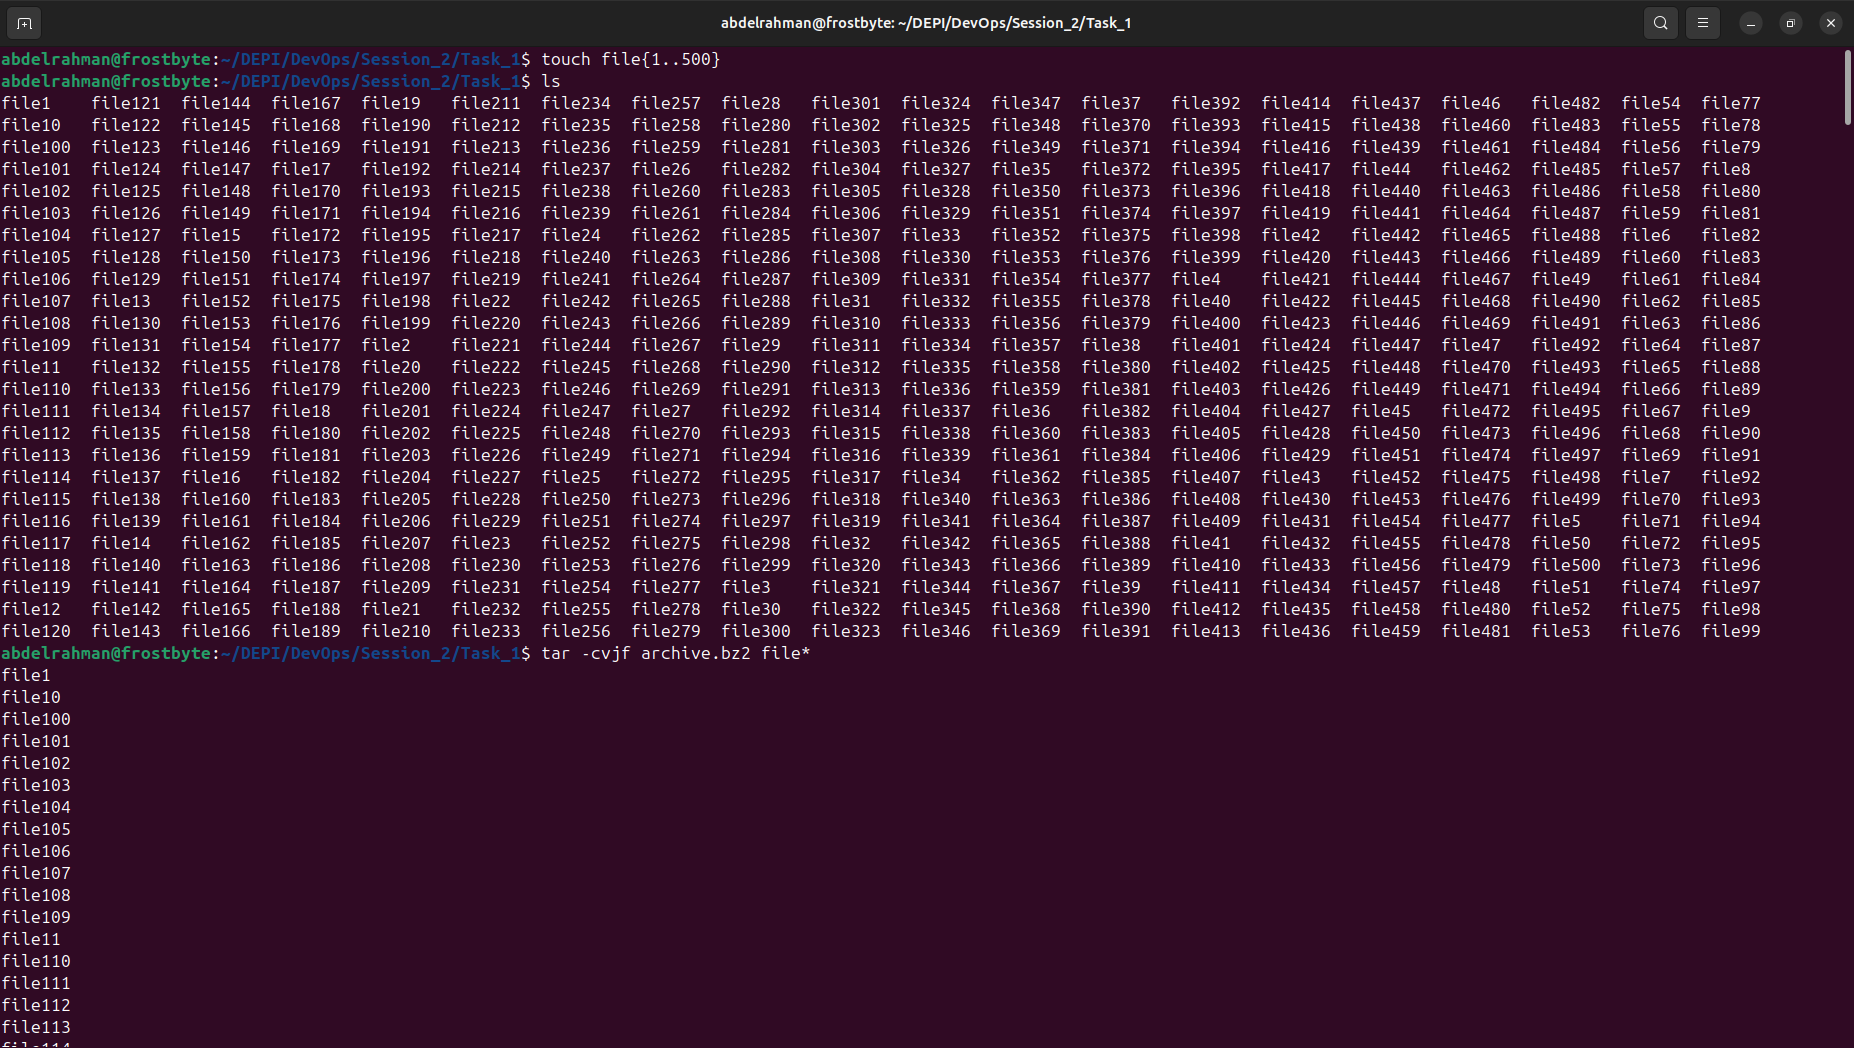 abdelrahman@frostbyte: ~/DEPI/DevOps/Session_2/Task_1
abdelrahman@frostbyte:~/DEPI/DevOps/Session_2/Task_1$ touch file{1..500}
abdelrahman@frostbyte:~/DEPI/DevOps/Session_2/Task_1$ ls
file1 file121 file144 file167 file19 file211 file234 file257 file28 file301 file324 file347 file37 file392 file414 file437 file46 file482 file54 file77
file10 file122 file145 file168 file190 file212 file235 file258 file280 file302 file325 file348 file370 file393 file415 file438 file460 file483 file55 file78
file100 file123 file146 file169 file191 file213 file236 file259 file281 file303 file326 file349 file371 file394 file416 file439 file461 file484 file56 file79
file101 file124 file147 file17 file192 file214 file237 file26 file282 file304 file327 file35 file372 file395 file417 file44 file462 file485 file57 file8
file102 file125 file148 file170 file193 file215 file238 file260 file283 file305 file328 file350 file373 file396 file418 file440 file463 file486 file58 file80
file103 file126 file149 file171 file194 file216 file239 file261 file284 file306 file329 file351 file374 file397 file419 file441 file464 file487 file59 file81
file104 file127 file15 file172 file195 file217 file24 file262 file285 file307 file33 file352 file375 file398 file42 file442 file465 file488 file6 file82
file105 file128 file150 file173 file196 file218 file240 file263 file286 file308 file330 file353 file376 file399 file420 file443 file466 file489 file60 file83
file106 file129 file151 file174 file197 file219 file241 file264 file287 file309 file331 file354 file377 file4 file421 file444 file467 file49 file61 file84
file107 file13 file152 file175 file198 file22 file242 file265 file288 file31 file332 file355 file378 file40 file422 file445 file468 file490 file62 file85
file108 file130 file153 file176 file199 file220 file243 file266 file289 file310 file333 file356 file379 file400 file423 file446 file469 file491 file63 file86
file109 file131 file154 file177 file2 file221 file244 file267 file29 file311 file334 file357 file38 file401 file424 file447 file47 file492 file64 file87
file11 file132 file155 file178 file20 file222 file245 file268 file290 file312 file335 file358 file380 file402 file425 file448 file470 file493 file65 file88
file110 file133 file156 file179 file200 file223 file246 file269 file291 file313 file336 file359 file381 file403 file426 file449 file471 file494 file66 file89
file111 file134 file157 file18 file201 file224 file247 file27 file292 file314 file337 file36 file382 file404 file427 file45 file472 file495 file67 file9
file112 file135 file158 file180 file202 file225 file248 file270 file293 file315 file338 file360 file383 file405 file428 file450 file473 file496 file68 file90
file113 file136 file159 file181 file203 file226 file249 file271 file294 file316 file339 file361 file384 file406 file429 file451 file474 file497 file69 file91
file114 file137 file16 file182 file204 file227 file25 file272 file295 file317 file34 file362 file385 file407 file43 file452 file475 file498 file7 file92
file115 file138 file160 file183 file205 file228 file250 file273 file296 file318 file340 file363 file386 file408 file430 file453 file476 file499 file70 file93
file116 file139 file161 file184 file206 file229 file251 file274 file297 file319 file341 file364 file387 file409 file431 file454 file477 file5 file71 file94
file117 file14 file162 file185 file207 file23 file252 file275 file298 file32 file342 file365 file388 file41 file432 file455 file478 file50 file72 file95
file118 file140 file163 file186 file208 file230 file253 file276 file299 file320 file343 file366 file389 file410 file433 file456 file479 file500 file73 file96
file119 file141 file164 file187 file209 file231 file254 file277 file3 file321 file344 file367 file39 file411 file434 file457 file48 file51 file74 file97
file12 file142 file165 file188 file21 file232 file255 file278 file30 file322 file345 file368 file390 file412 file435 file458 file480 file52 file75 file98
file120 file143 file166 file189 file210 file233 file256 file279 file300 file323 file346 file369 file391 file413 file436 file459 file481 file53 file76 file99
abdelrahman@frostbyte:~/DEPI/DevOps/Session_2/Task_1$ tar -cvjf archive.bz2 file*
file1
file10
file100
file101
file102
file103
file104
file105
file106
file107
file108
file109
file11
file110
file111
file112
file113